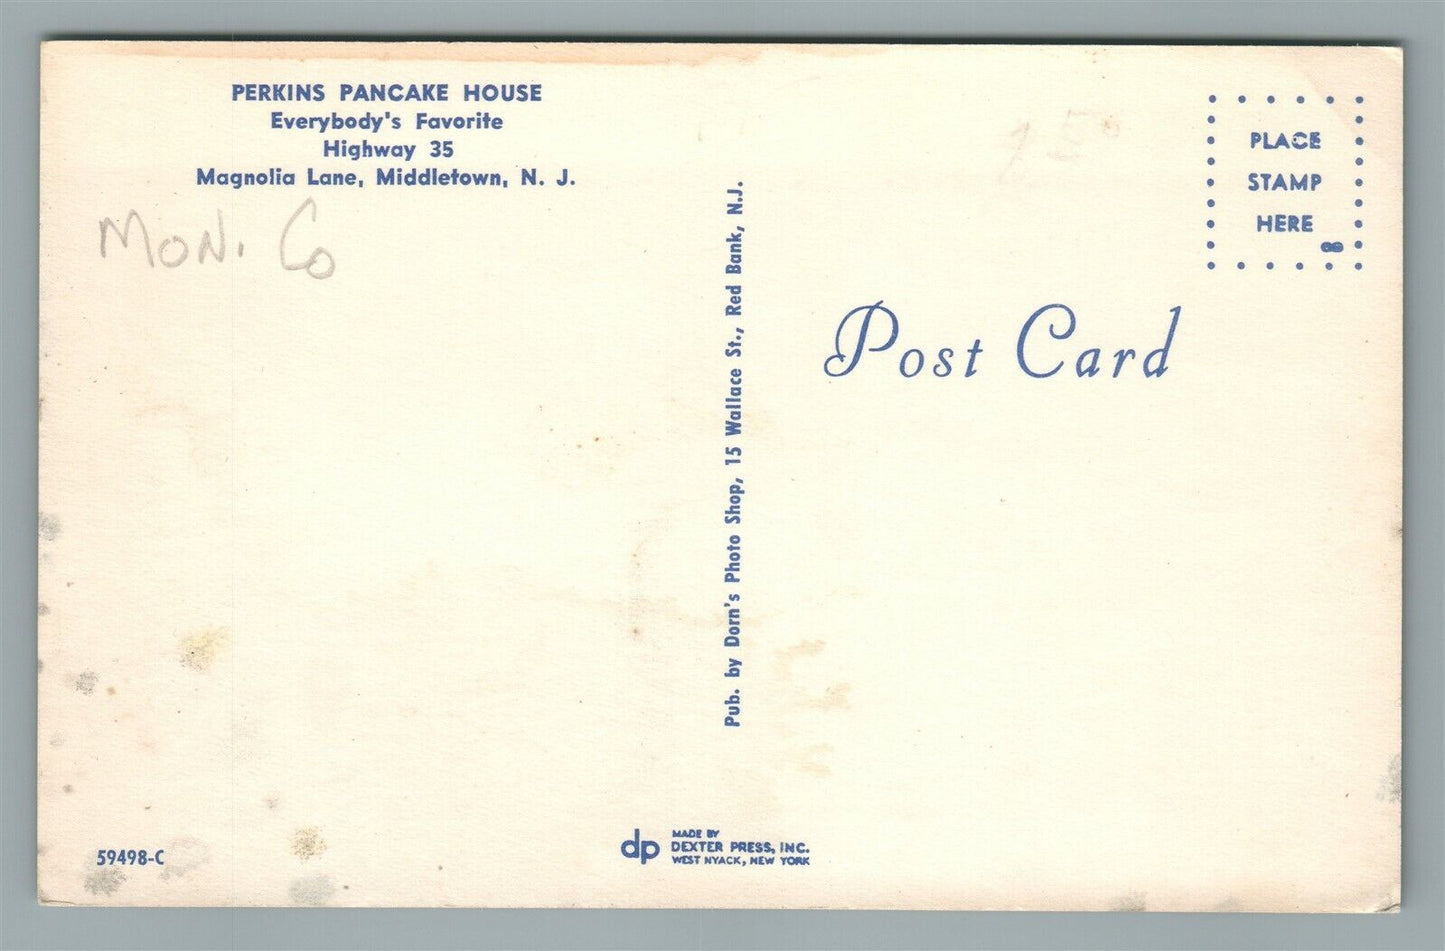 PERKINS PANCAKE HOUSE
Everybody's Favorite
Highway 35
Magnolia Lane, Middletown, N. J.
MON. Co
Pub. by Dorn's Photo Shop, 15 Wallace St., Red Bank, N.J.
PLACE
STAMP
HERE
Post Card
59498-C
dp
MADE BY
DEXTER PRESS, INC.
WEST NYACK, NEW YORK